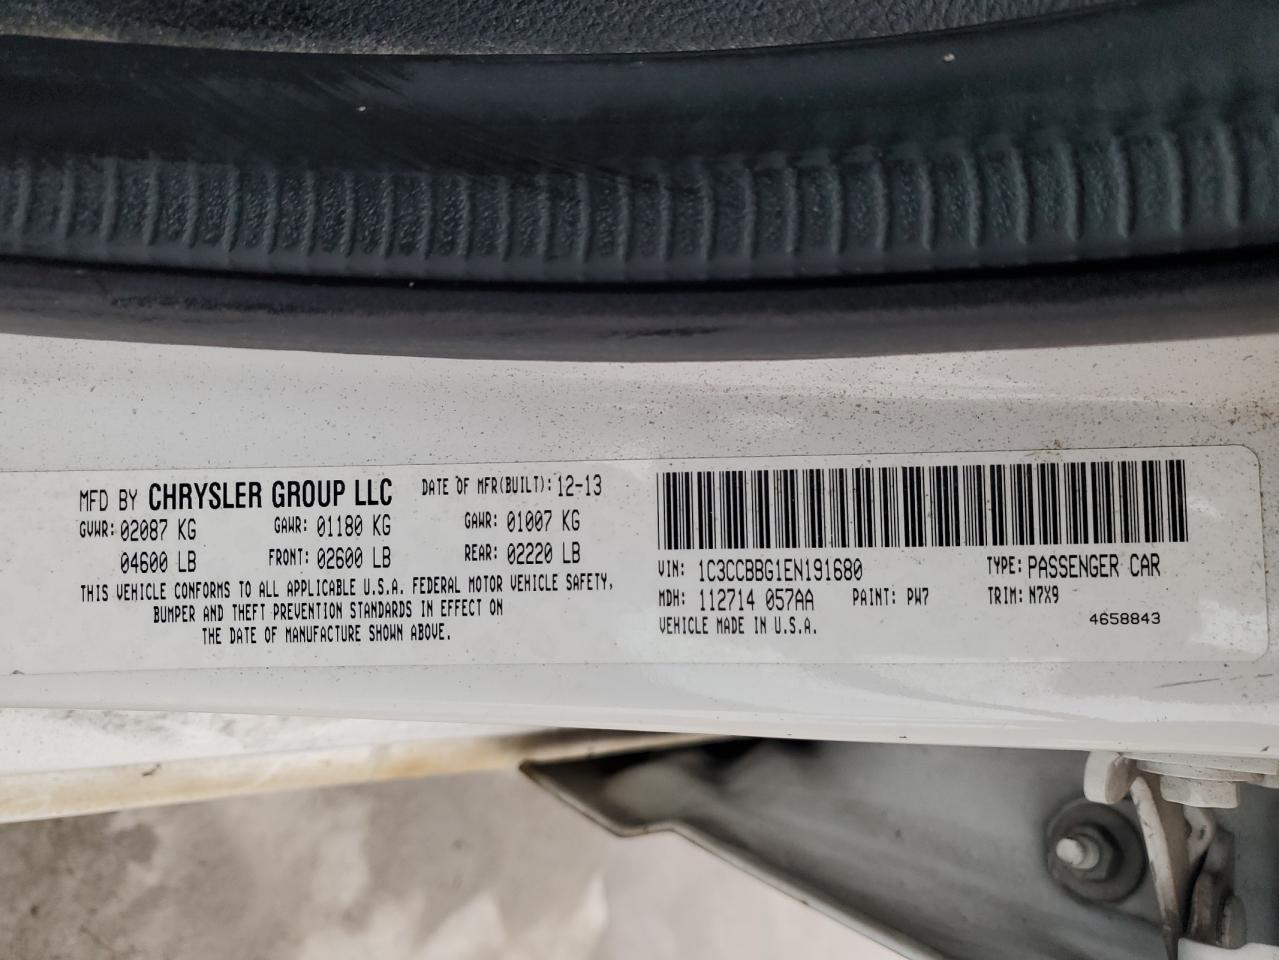 MFD BY CHRYSLER GROUP LLC DATE OF MFR(BUILT): 12-13
GVWR: 02087 KG GAWR: 01180 KG GAWR: 01007 KG
04600 LB FRONT: 02600 LB REAR: 02220 LB
THIS VEHICLE CONFORMS TO ALL APPLICABLE U.S.A. FEDERAL MOTOR VEHICLE SAFETY,
BUMPER AND THEFT PREVENTION STANDARDS IN EFFECT ON
THE DATE OF MANUFACTURE SHOWN ABOVE.
VIN: 1C3CCBBG1EN191680 TYPE: PASSENGER CAR
MDH: 112714 057AA PAINT: PW7 TRIM: N7X9
VEHICLE MADE IN U.S.A. 4658843